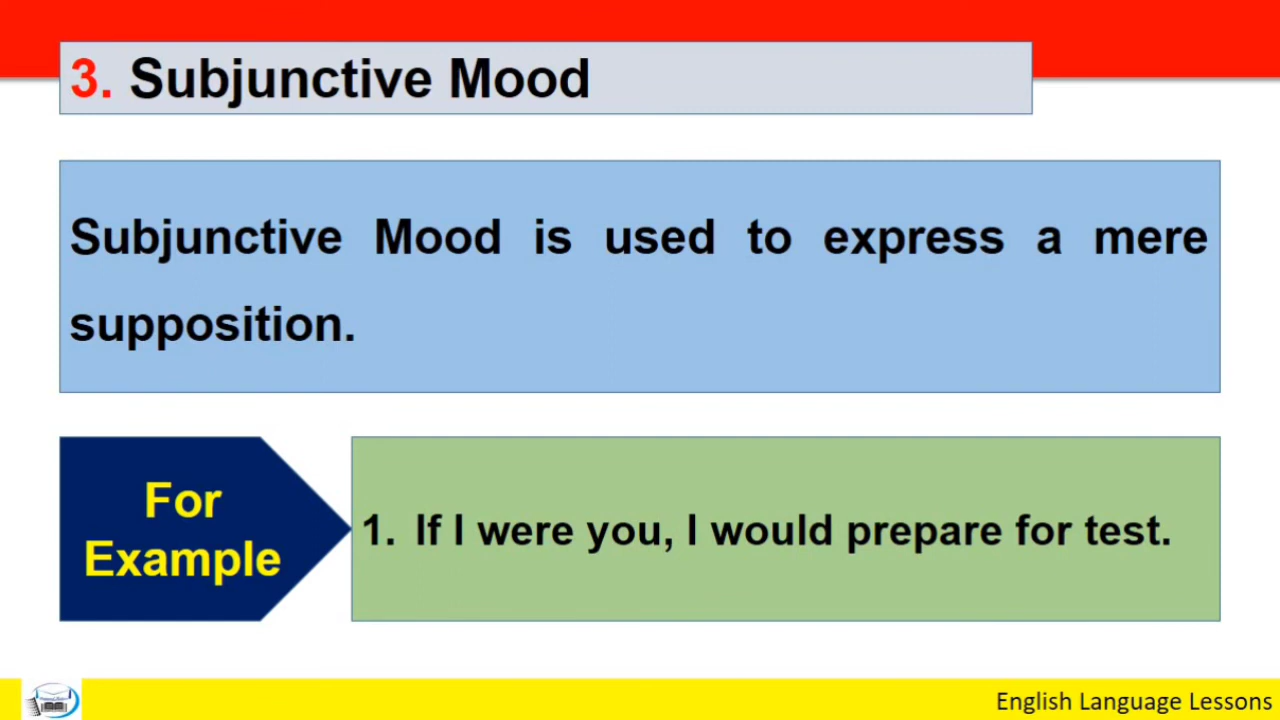 3. Subjunctive Mood
Subjunctive Mood is used to express a mere
supposition.
For
Example
1. If I were you, I would prepare for test.
English Language Lessons